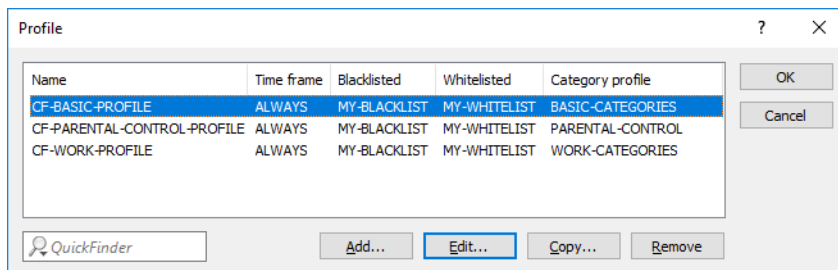 Profile ?
Name Time frame Blacklisted Whitelisted Category profile
CF-BASIC-PROFILE ALWAYS MY-BLACKLIST MY-WHITELIST BASIC-CATEGORIES
CF-PARENTAL-CONTROL-PROFILE ALWAYS MY-BLACKLIST MY-WHITELIST PARENTAL-CONTROL
CF-WORK-PROFILE ALWAYS MY-BLACKLIST MY-WHITELIST WORK-CATEGORIES
OK
Cancel
QuickFinder Add... Edit... Copy... Remove